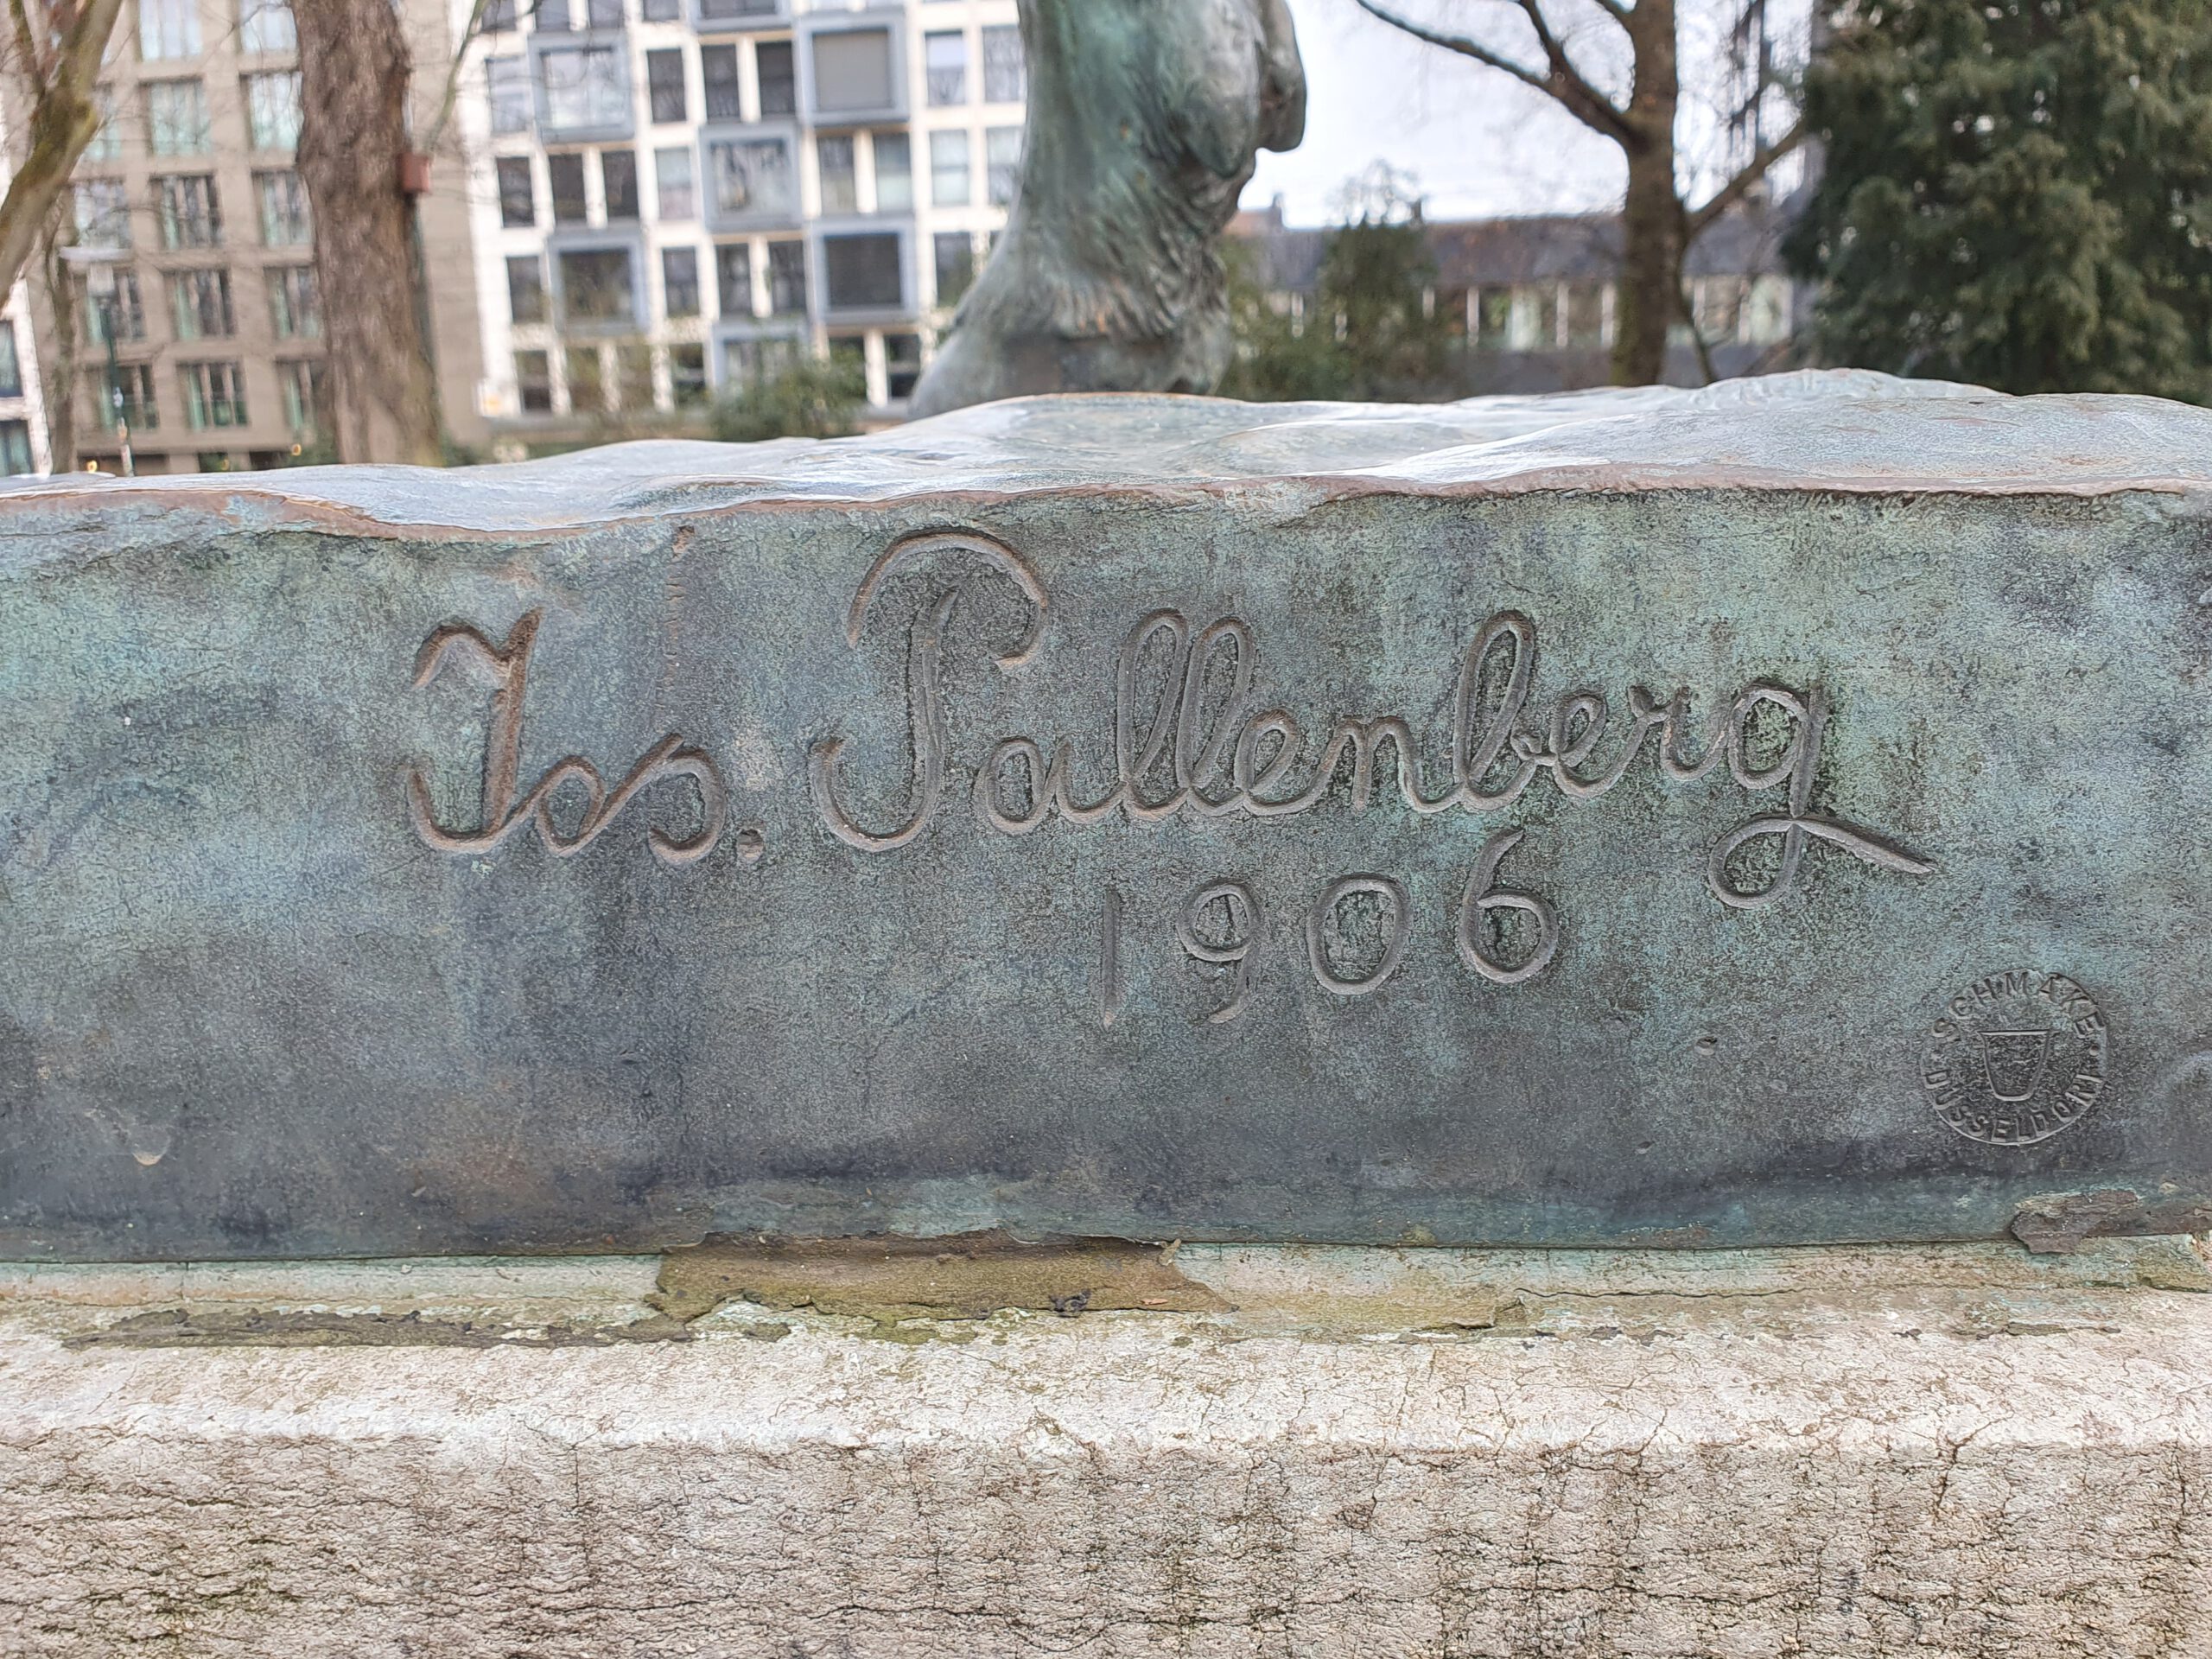 Jos. Pallenberg
1906
SCHMÄKE
DÜSSELDORF